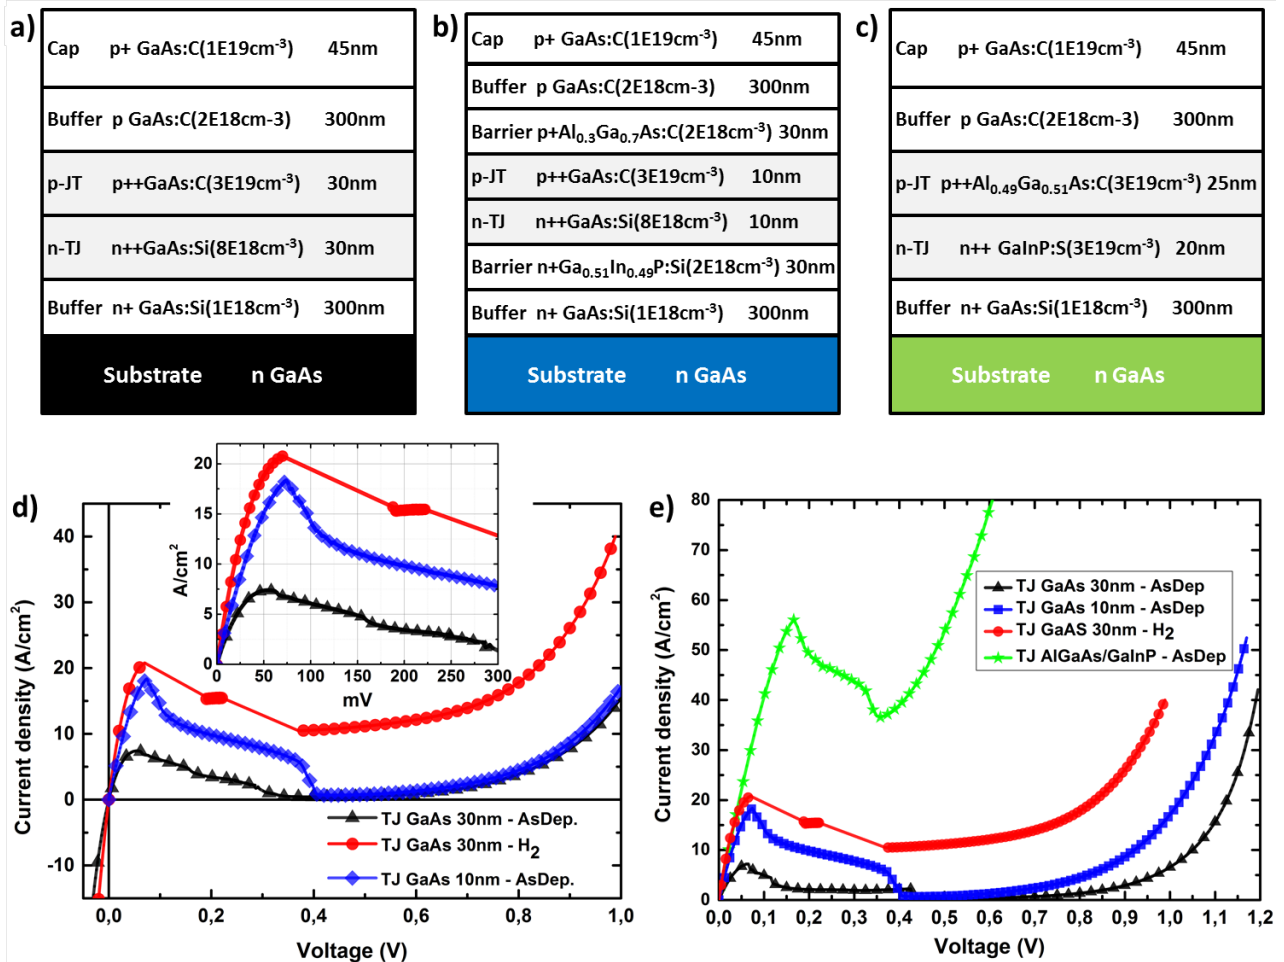 a)
Cap p+ GaAs:C(1E19cm⁻³) 45nm
Buffer p GaAs:C(2E18cm-3) 300nm
p-JT p++GaAs:C(3E19cm⁻³) 30nm
n-TJ n++GaAs:Si(8E18cm⁻³) 30nm
Buffer n+ GaAs:Si(1E18cm⁻³) 300nm
Substrate n GaAs
b)
Cap p+ GaAs:C(1E19cm⁻³) 45nm
Buffer p GaAs:C(2E18cm-3) 300nm
Barrier p+Al₀.₃Ga₀.₇As:C(2E18cm⁻³) 30nm
p-JT p++GaAs:C(3E19cm⁻³) 10nm
n-TJ n++GaAs:Si(8E18cm⁻³) 10nm
Barrier n+Ga₀.₅₁In₀.₄₉P:Si(2E18cm⁻³) 30nm
Buffer n+ GaAs:Si(1E18cm⁻³) 300nm
Substrate n GaAs
c)
Cap p+ GaAs:C(1E19cm⁻³) 45nm
Buffer p GaAs:C(2E18cm-3) 300nm
p-JT p++Al₀.₄₉Ga₀.₅₁As:C(3E19cm⁻³) 25nm
n-TJ n++ GaInP:S(3E19cm⁻³) 20nm
Buffer n+ GaAs:Si(1E18cm⁻³) 300nm
Substrate n GaAs
d)
Current density (A/cm²)
40
30
20
10
0
-10
0,0 0,2 0,4 0,6 0,8 1,0
Voltage (V)
A/cm²
20
15
10
5
0
0 50 100 150 200 250 300
mV
TJ GaAs 30nm - AsDep.
TJ GaAs 30nm - H₂
TJ GaAs 10nm - AsDep.
e)
Current density (A/cm²)
80
70
60
50
40
30
20
10
0
0,0 0,1 0,2 0,3 0,4 0,5 0,6 0,7 0,8 0,9 1,0 1,1 1,2
Voltage (V)
TJ GaAs 30nm - AsDep
TJ GaAs 10nm - AsDep
TJ GaAS 30nm - H₂
TJ AlGaAs/GaInP - AsDep